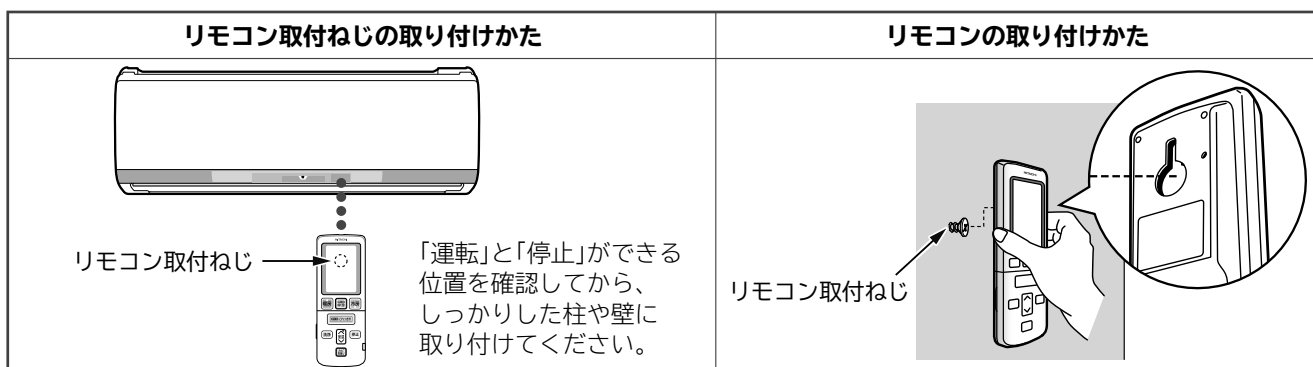 リモコン取付ねじの取り付けかた
リモコンの取り付けかた
リモコン取付ねじ
「運転」と「停止」ができる
位置を確認してから、
しっかりした柱や壁に
取り付けてください。
リモコン取付ねじ